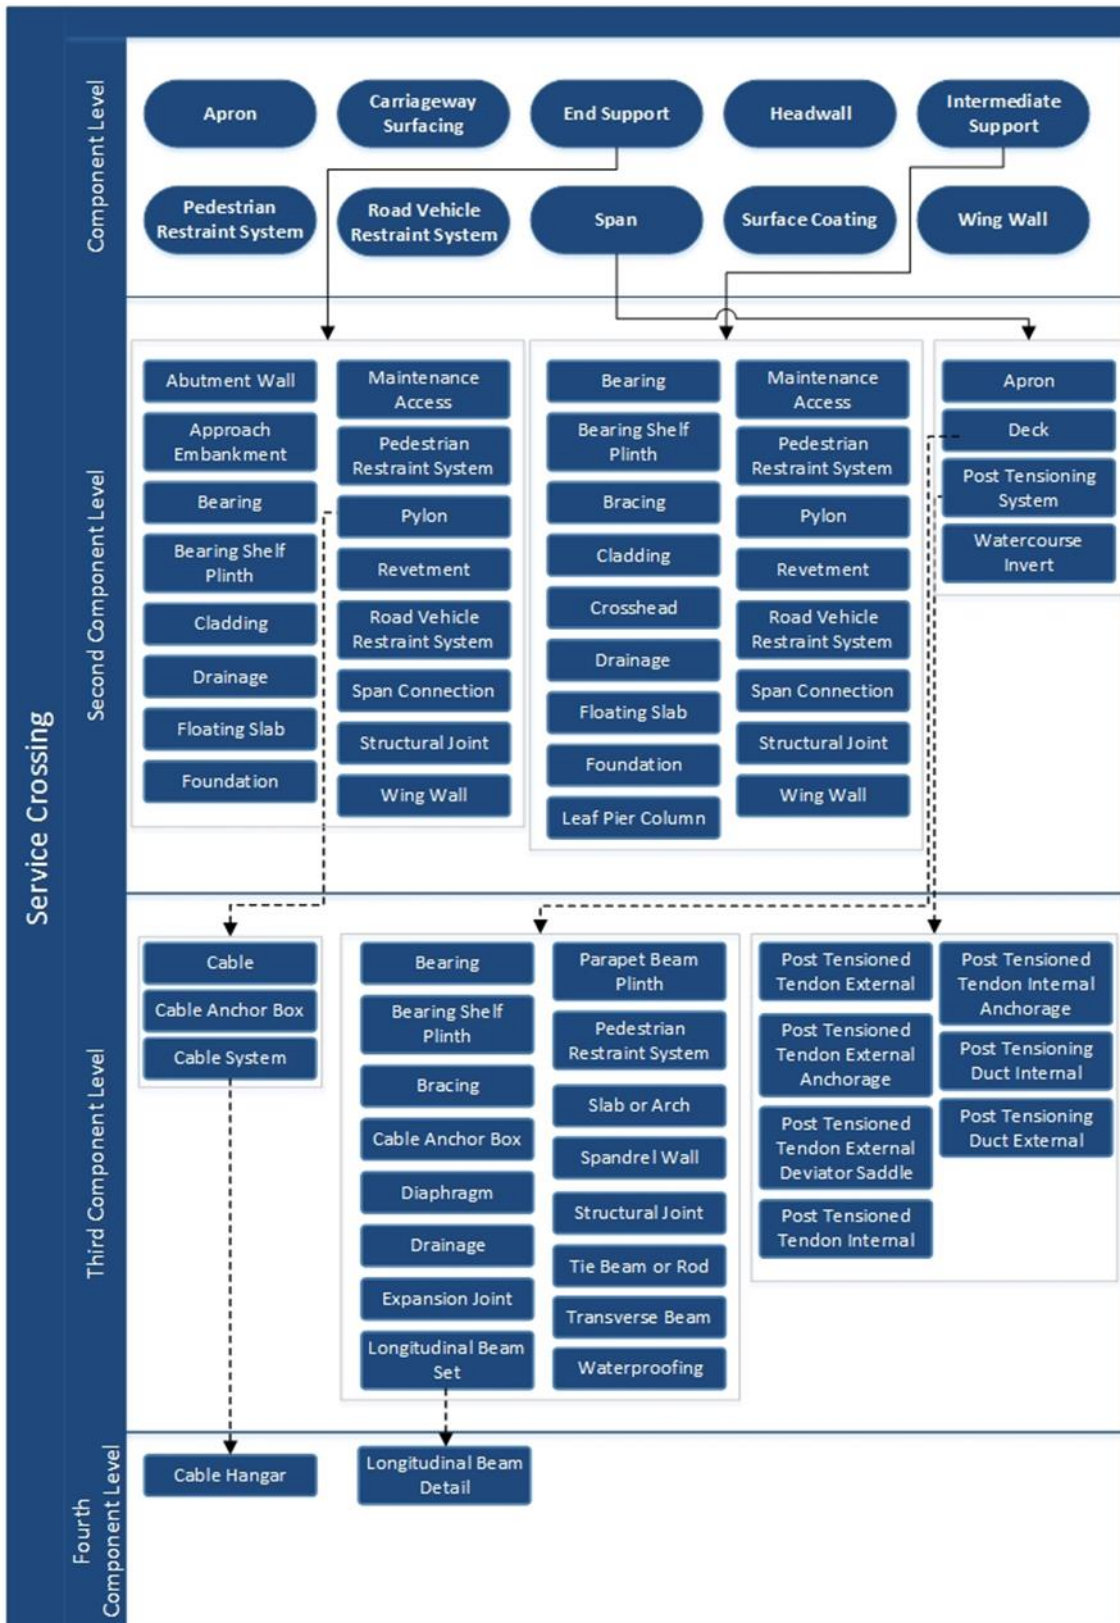 Service Crossing
Component Level
Apron
Carriageway
Surfacing
End Support
Headwall
Intermediate
Support
Pedestrian
Restraint System
Road Vehicle
Restraint System
Span
Surface Coating
Wing Wall
Second Component Level
Abutment Wall
Approach
Embankment
Bearing
Bearing Shelf
Plinth
Cladding
Drainage
Floating Slab
Foundation
Maintenance
Access
Pedestrian
Restraint System
Pylon
Revetment
Road Vehicle
Restraint System
Span Connection
Structural Joint
Wing Wall
Bearing
Bearing Shelf
Plinth
Bracing
Cladding
Crosshead
Drainage
Floating Slab
Foundation
Leaf Pier Column
Maintenance
Access
Pedestrian
Restraint System
Pylon
Revetment
Road Vehicle
Restraint System
Span Connection
Structural Joint
Wing Wall
Apron
Deck
Post Tensioning
System
Watercourse
Invert
Third Component Level
Cable
Cable Anchor Box
Cable System
Bearing
Bearing Shelf
Plinth
Bracing
Cable Anchor Box
Diaphragm
Drainage
Expansion Joint
Longitudinal Beam
Set
Parapet Beam
Plinth
Pedestrian
Restraint System
Slab or Arch
Spandrel Wall
Structural Joint
Tie Beam or Rod
Transverse Beam
Waterproofing
Post Tensioned
Tendon External
Post Tensioned
Tendon External
Anchorage
Post Tensioned
Tendon External
Deviator Saddle
Post Tensioned
Tendon Internal
Post Tensioned
Tendon Internal
Anchorage
Post Tensioning
Duct Internal
Post Tensioning
Duct External
Fourth
Component Level
Cable Hangar
Longitudinal Beam
Detail